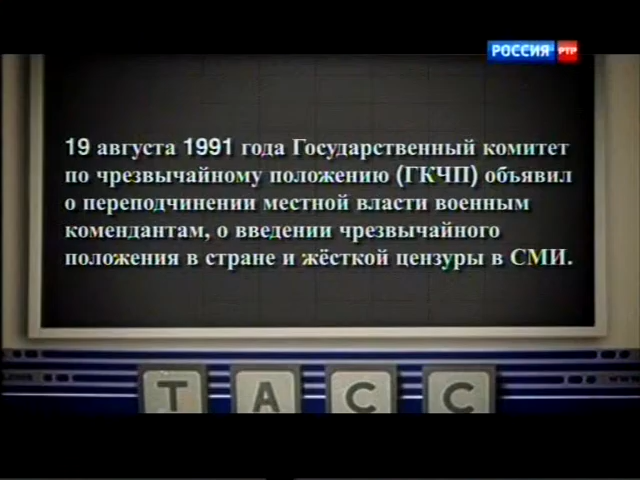 РОССИЯ РТР
19 августа 1991 года Государственный комитет
по чрезвычайному положению (ГКЧП) объявил
о переподчинении местной власти военным
комендантам, о введении чрезвычайного
положения в стране и жёсткой цензуры в СМИ.
ТАСС